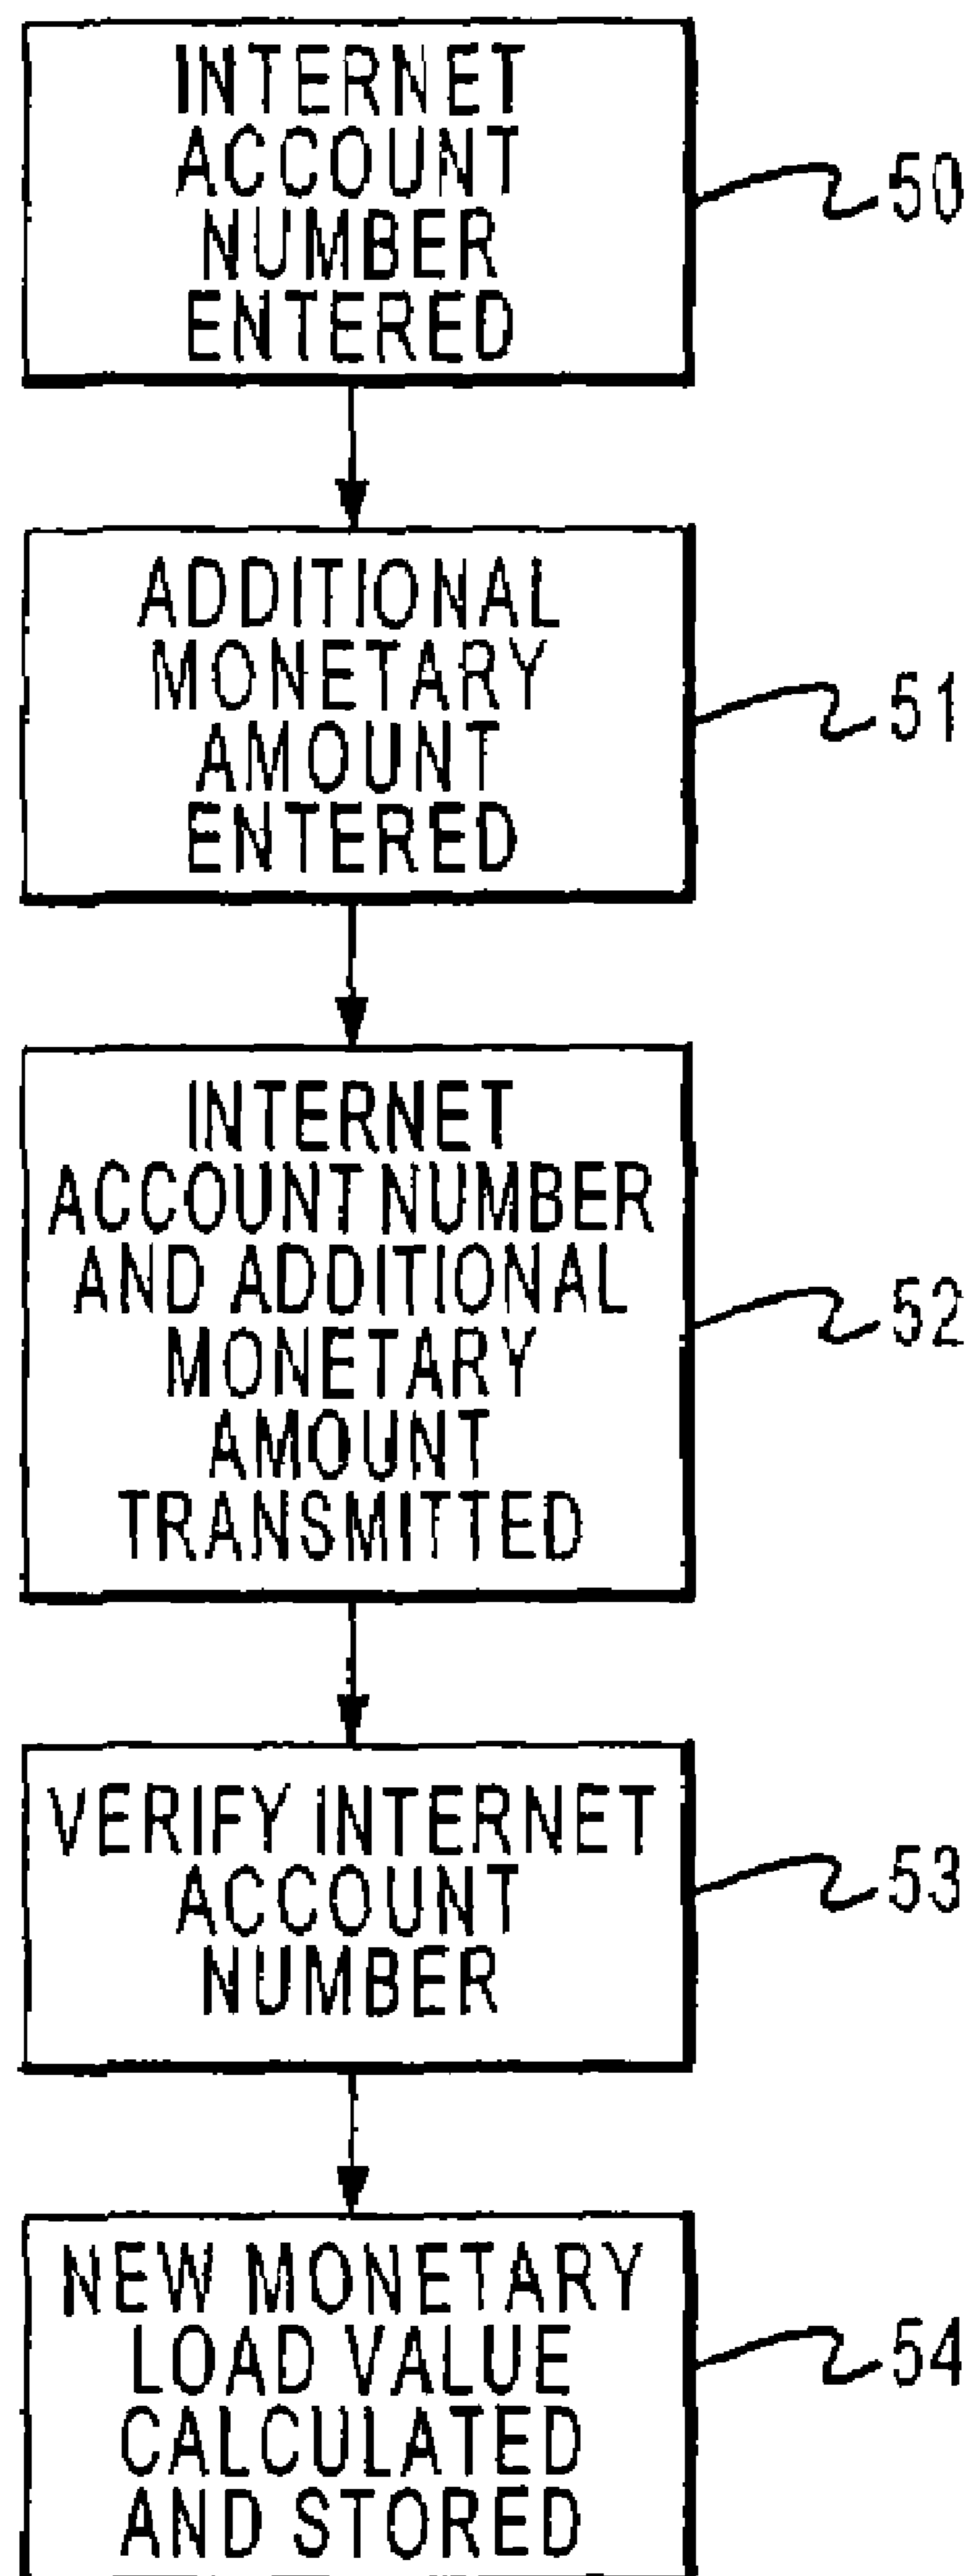 INTERNET
ACCOUNT
NUMBER
ENTERED
50
ADDITIONAL
MONETARY
AMOUNT
ENTERED
51
INTERNET
ACCOUNT NUMBER
AND ADDITIONAL
MONETARY
AMOUNT
TRANSMITTED
52
VERIFY INTERNET
ACCOUNT
NUMBER
53
NEW MONETARY
LOAD VALUE
CALCULATED
AND STORED
54